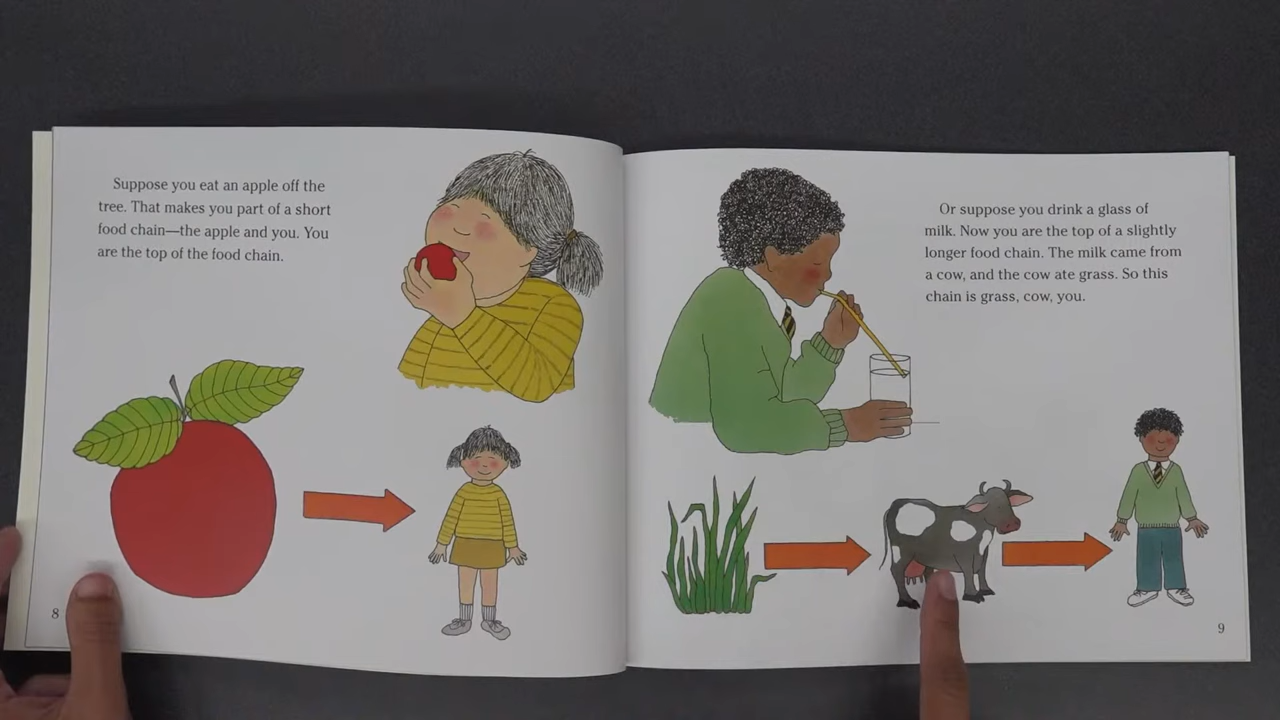 Suppose you eat an apple off the
tree. That makes you part of a short
food chain—the apple and you. You
are the top of the food chain.
8
Or suppose you drink a glass of
milk. Now you are the top of a slightly
longer food chain. The milk came from
a cow, and the cow ate grass. So this
chain is grass, cow, you.
9